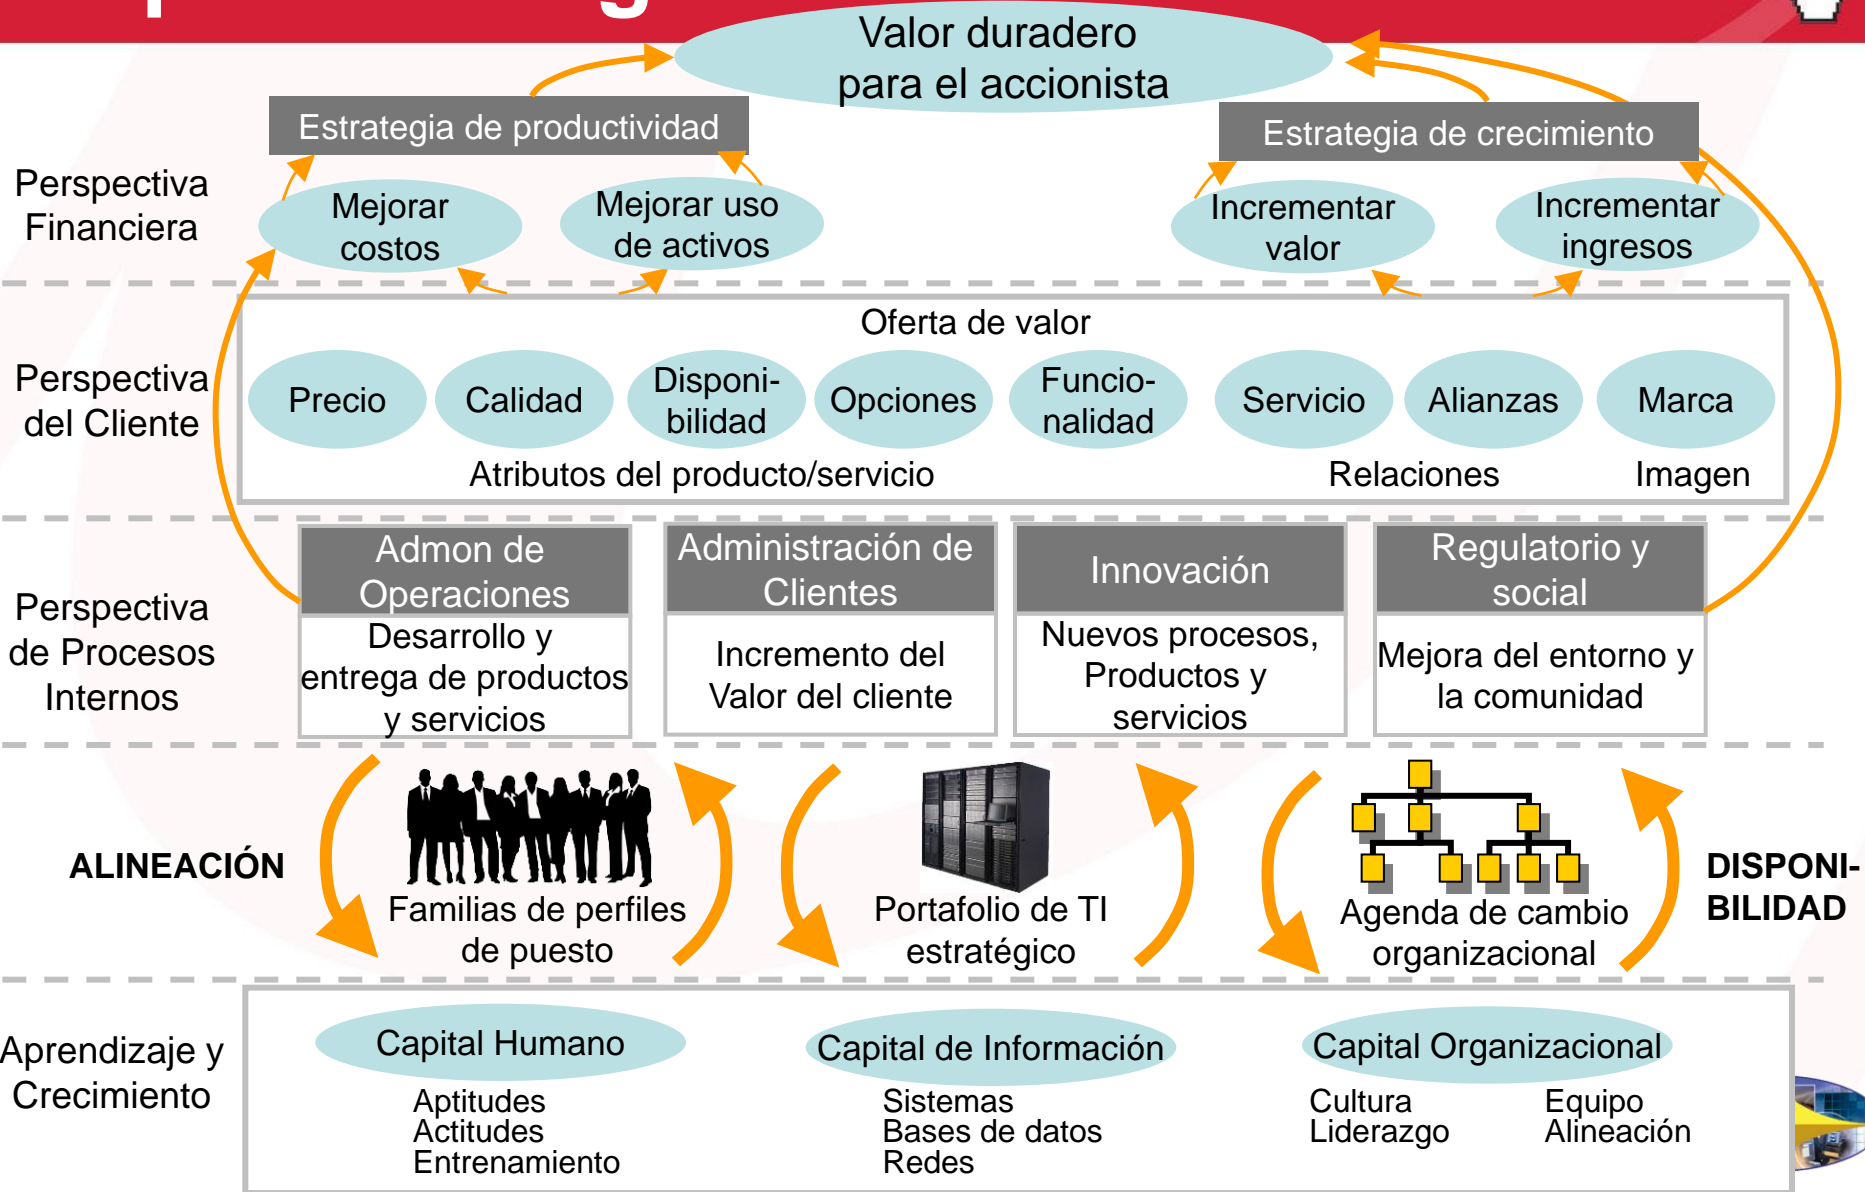 Valor duradero
para el accionista
Estrategia de productividad
Estrategia de crecimiento
Perspectiva
Financiera
Mejorar
costos
Mejorar uso
de activos
Incrementar
valor
Incrementar
ingresos
Oferta de valor
Perspectiva
del Cliente
Precio
Calidad
Disponi-
bilidad
Opciones
Funcio-
nalidad
Servicio
Alianzas
Marca
Atributos del producto/servicio
Relaciones
Imagen
Perspectiva
de Procesos
Internos
Admon de
Operaciones
Desarrollo y
entrega de productos
y servicios
Administración de
Clientes
Incremento del
Valor del cliente
Innovación
Nuevos procesos,
Productos y
servicios
Regulatorio y
social
Mejora del entorno y
la comunidad
ALINEACIÓN
Familias de perfiles
de puesto
Portafolio de TI
estratégico
Agenda de cambio
organizacional
DISPONI-
BILIDAD
Aprendizaje y
Crecimiento
Capital Humano
Aptitudes
Actitudes
Entrenamiento
Capital de Información
Sistemas
Bases de datos
Redes
Capital Organizacional
Cultura
Liderazgo
Equipo
Alineación